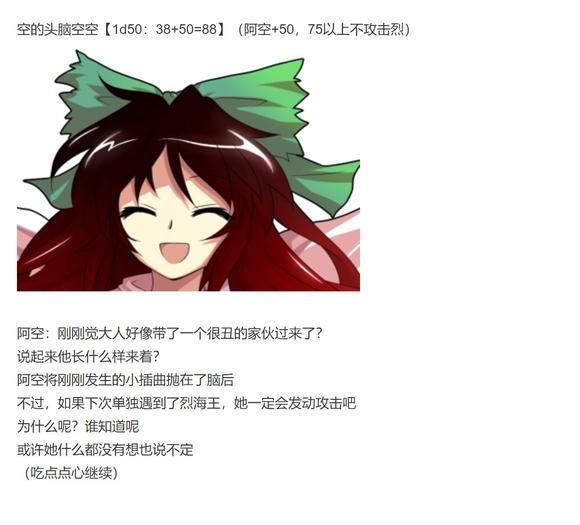 空的头脑空空【1d50：38+50=88】（阿空+50，75以上不攻击烈）
阿空：刚刚觉大人好像带了一个很丑的家伙过来了？
说起来他长什么样来着？
阿空将刚刚发生的小插曲抛在了脑后
不过，如果下次单独遇到了烈海王，她一定会发动攻击吧
为什么呢？谁知道呢
或许她什么都没有想也说不定
（吃点点心继续）